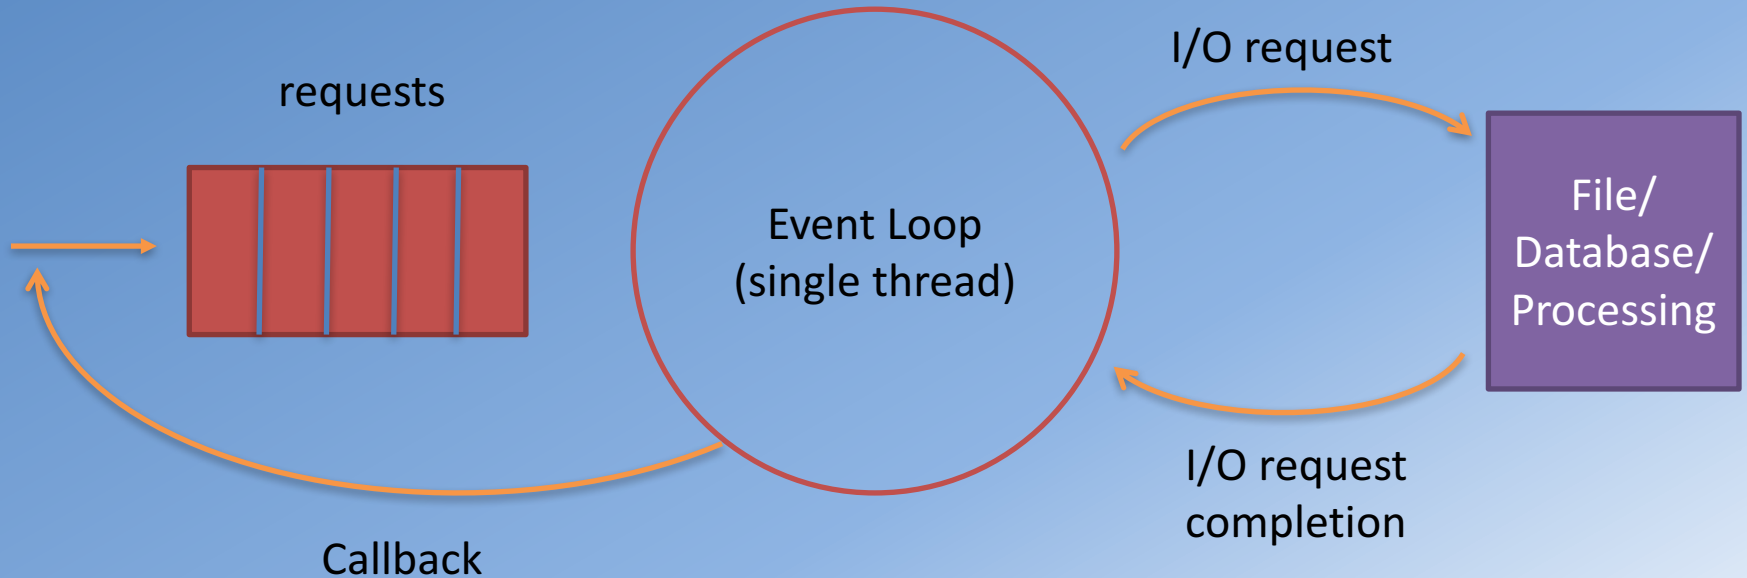 requests
Event Loop
(single thread)
I/O request
File/
Database/
Processing
I/O request
completion
Callback